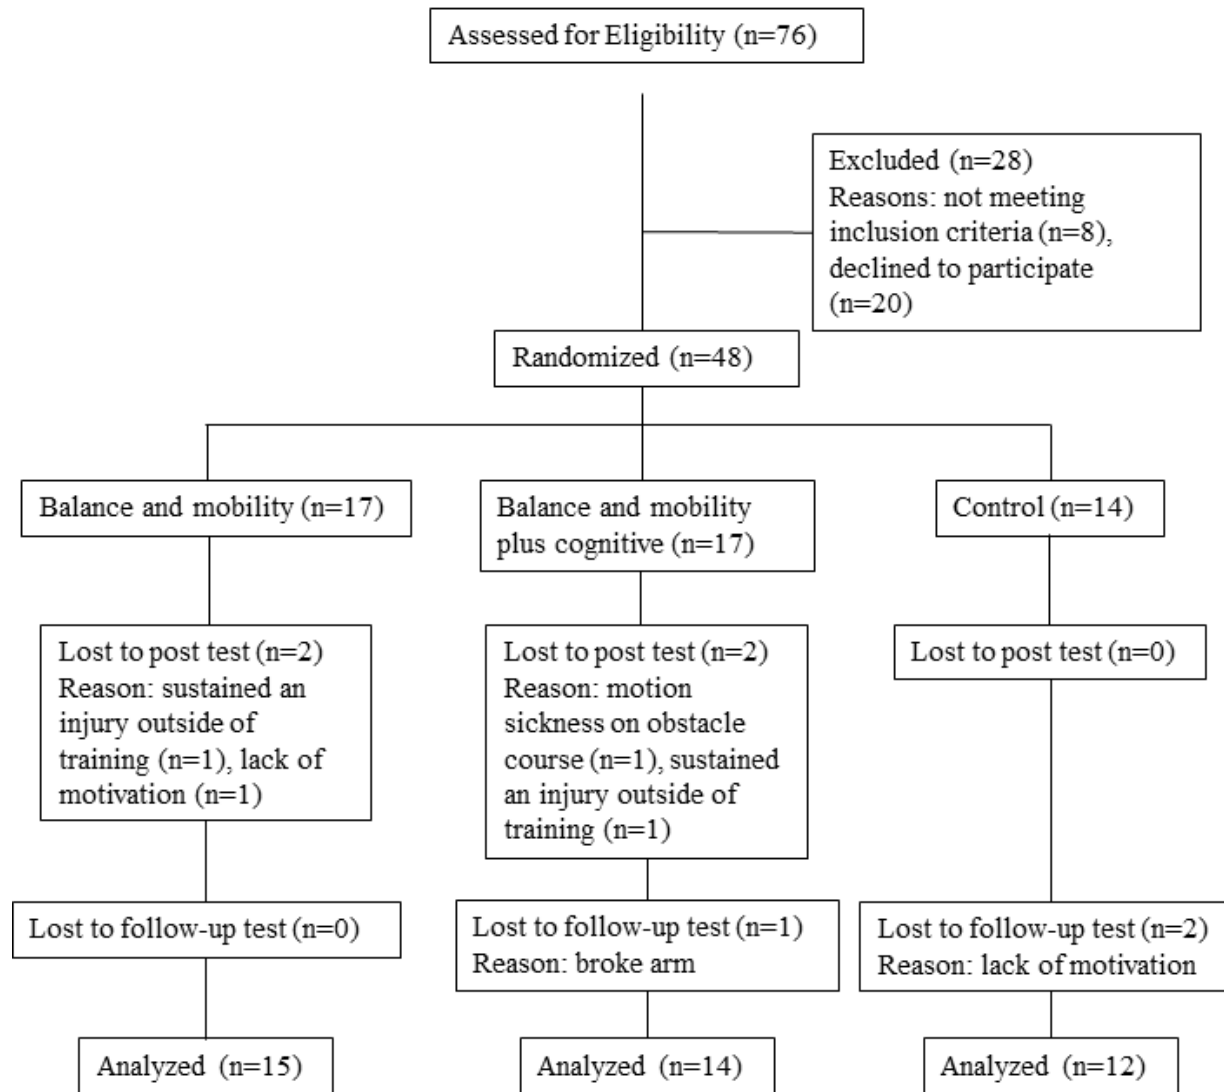 Assessed for Eligibility (n=76)
Excluded (n=28)
Reasons: not meeting
inclusion criteria (n=8),
declined to participate
(n=20)
Randomized (n=48)
Balance and mobility (n=17)
Balance and mobility
plus cognitive (n=17)
Control (n=14)
Lost to post test (n=2)
Reason: sustained an
injury outside of
training (n=1), lack of
motivation (n=1)
Lost to post test (n=2)
Reason: motion
sickness on obstacle
course (n=1), sustained
an injury outside of
training (n=1)
Lost to post test (n=0)
Lost to follow-up test (n=0)
Lost to follow-up test (n=1)
Reason: broke arm
Lost to follow-up test (n=2)
Reason: lack of motivation
Analyzed (n=15)
Analyzed (n=14)
Analyzed (n=12)